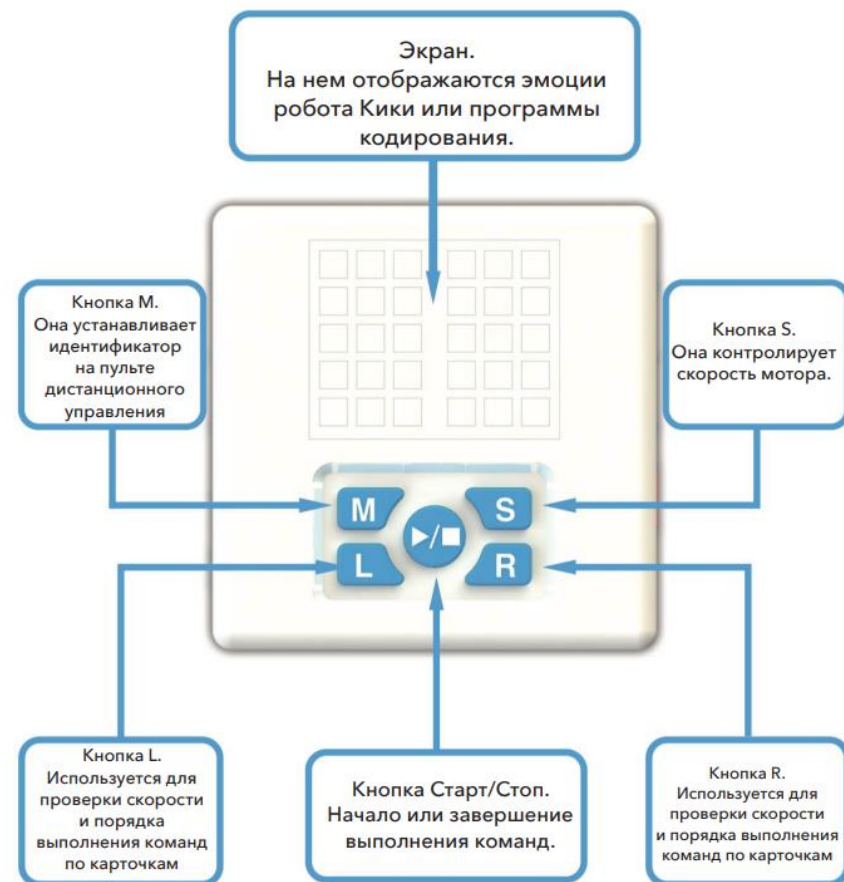 Экран.
На нем отображаются эмоции
робота Кики или программы
кодирования.
Кнопка М.
Она устанавливает
идентификатор
на пульте
дистанционного
управления
Кнопка S.
Она контролирует
скорость мотора.
M
S
▶/■
L
R
Кнопка L.
Используется для
проверки скорости
и порядка
выполнения команд
по карточкам
Кнопка Старт/Стоп.
Начало или завершение
выполнения команд.
Кнопка R.
Используется для
проверки скорости
и порядка выполнения
команд по карточкам